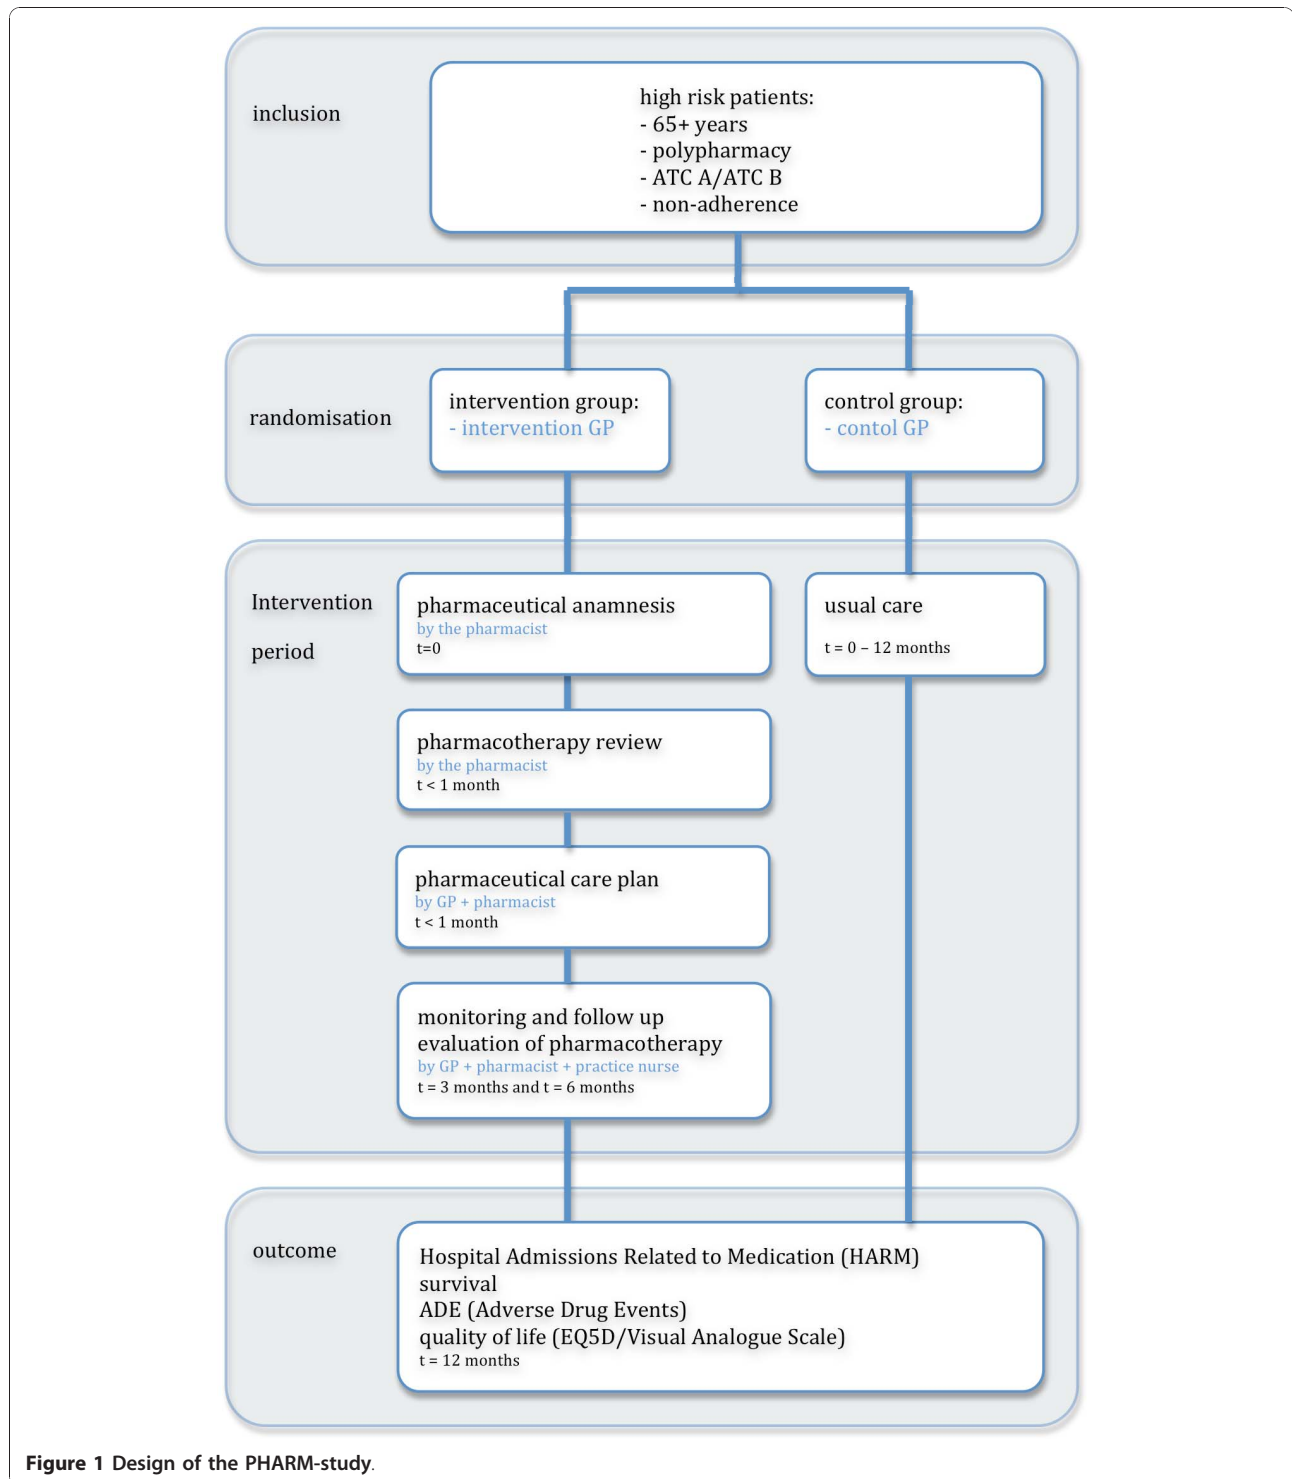 inclusion
high risk patients:
- 65+ years
- polypharmacy
- ATC A/ATC B
- non-adherence
randomisation
intervention group:
- intervention GP
control group:
- contol GP
Intervention
period
pharmaceutical anamnesis
by the pharmacist
t=0
usual care
t = 0 – 12 months
pharmacotherapy review
by the pharmacist
t < 1 month
pharmaceutical care plan
by GP + pharmacist
t < 1 month
monitoring and follow up
evaluation of pharmacotherapy
by GP + pharmacist + practice nurse
t = 3 months and t = 6 months
outcome
Hospital Admissions Related to Medication (HARM)
survival
ADE (Adverse Drug Events)
quality of life (EQ5D/Visual Analogue Scale)
t = 12 months
Figure 1 Design of the PHARM-study.